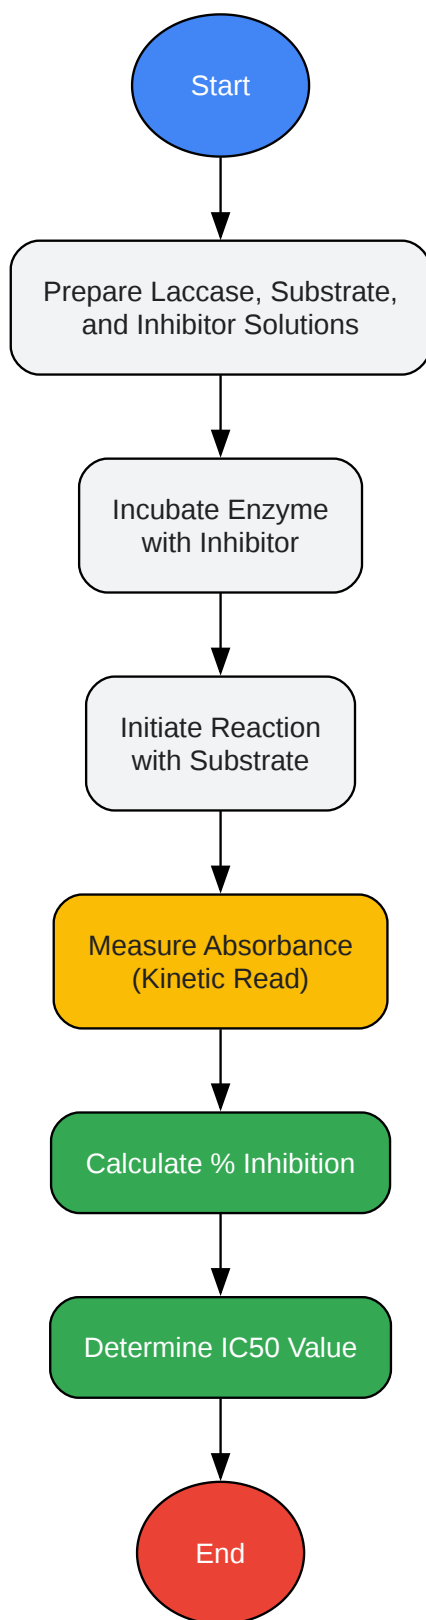 Start
Prepare Laccase, Substrate,
and Inhibitor Solutions
Incubate Enzyme
with Inhibitor
Initiate Reaction
with Substrate
Measure Absorbance
(Kinetic Read)
Calculate % Inhibition
Determine IC50 Value
End